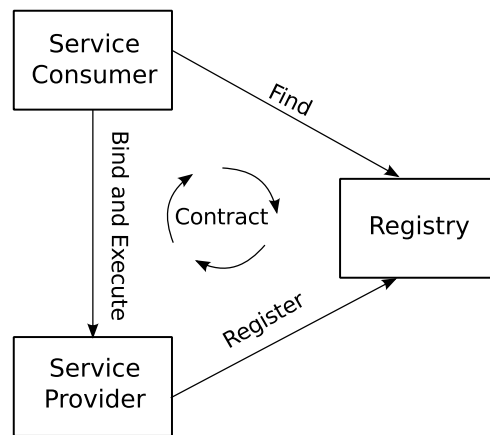 Service
Consumer
Find
Bind and Execute
Contract
Registry
Register
Service
Provider